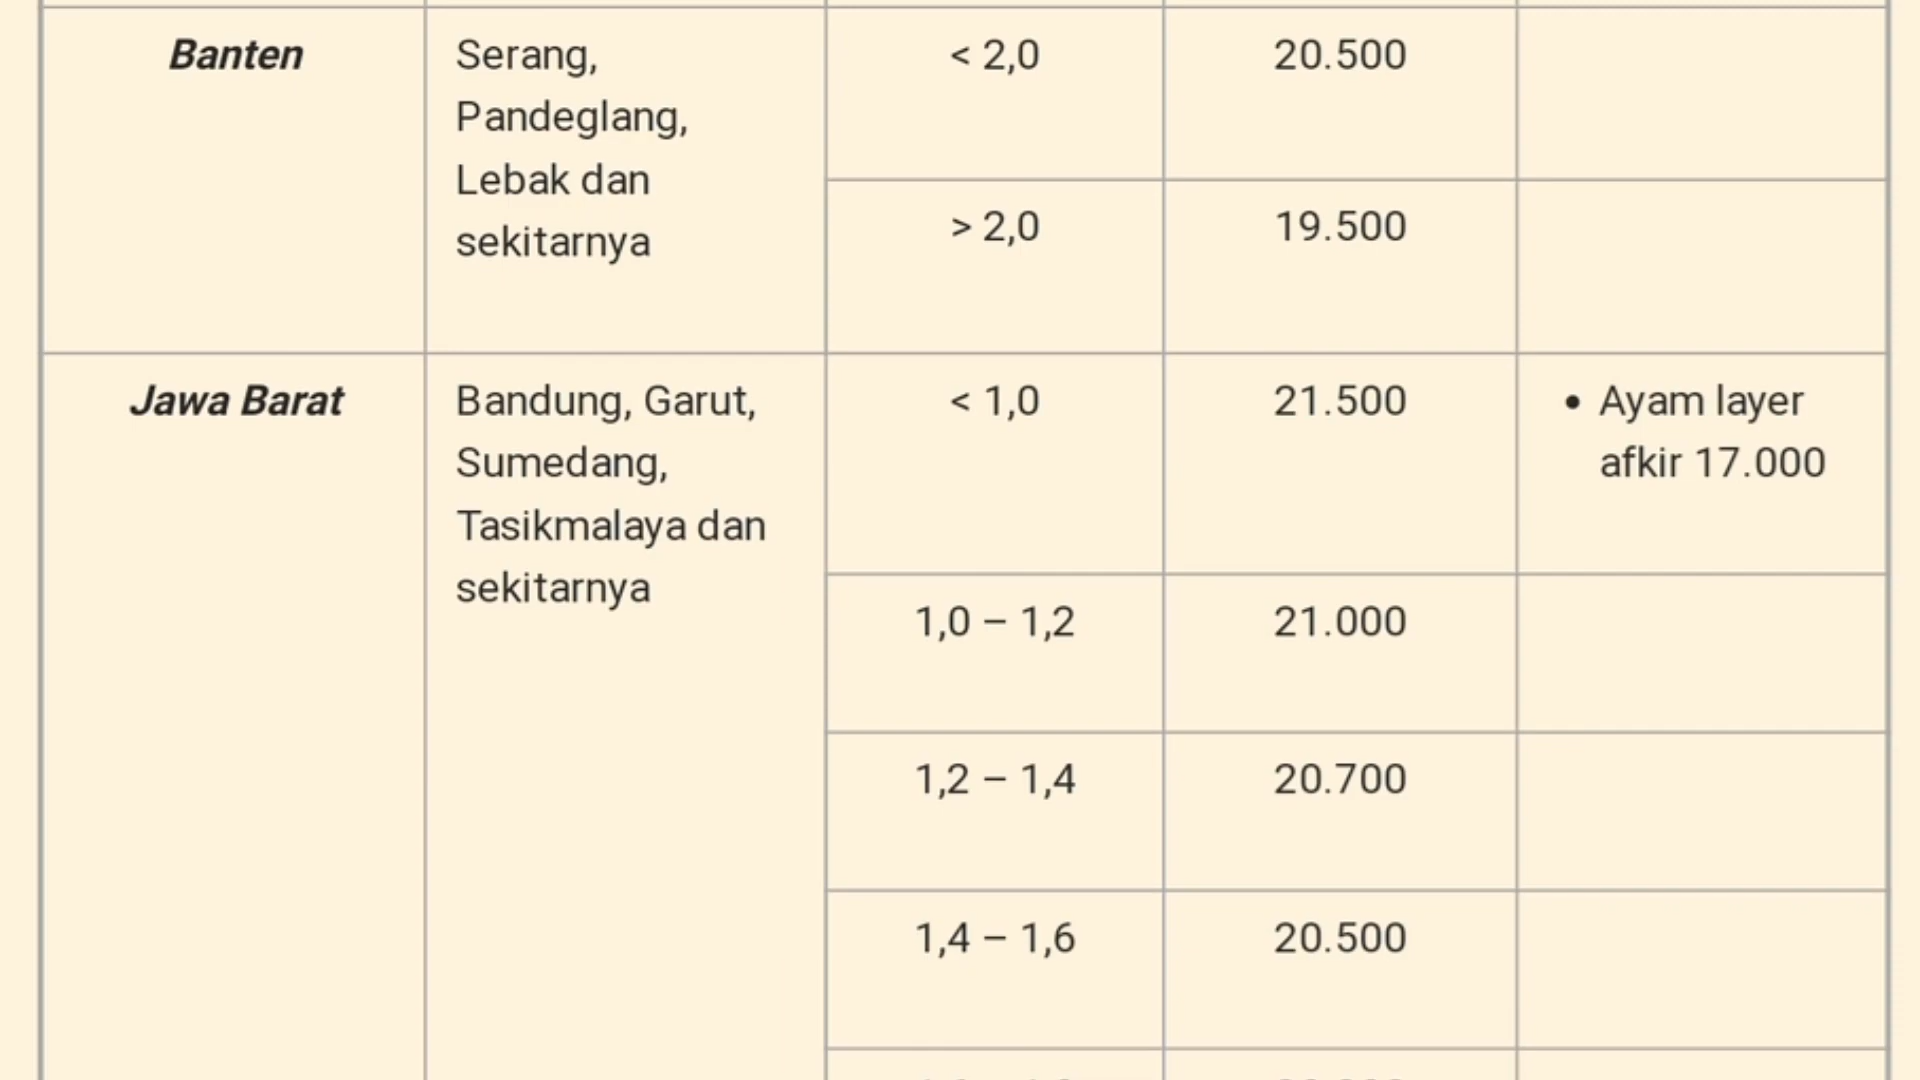 Banten
Serang,
Pandeglang,
Lebak dan
sekitarnya
< 2,0
20.500
> 2,0
19.500
Jawa Barat
Bandung, Garut,
Sumedang,
Tasikmalaya dan
sekitarnya
< 1,0
21.500
• Ayam layer
afkir 17.000
1,0 – 1,2
21.000
1,2 – 1,4
20.700
1,4 – 1,6
20.500